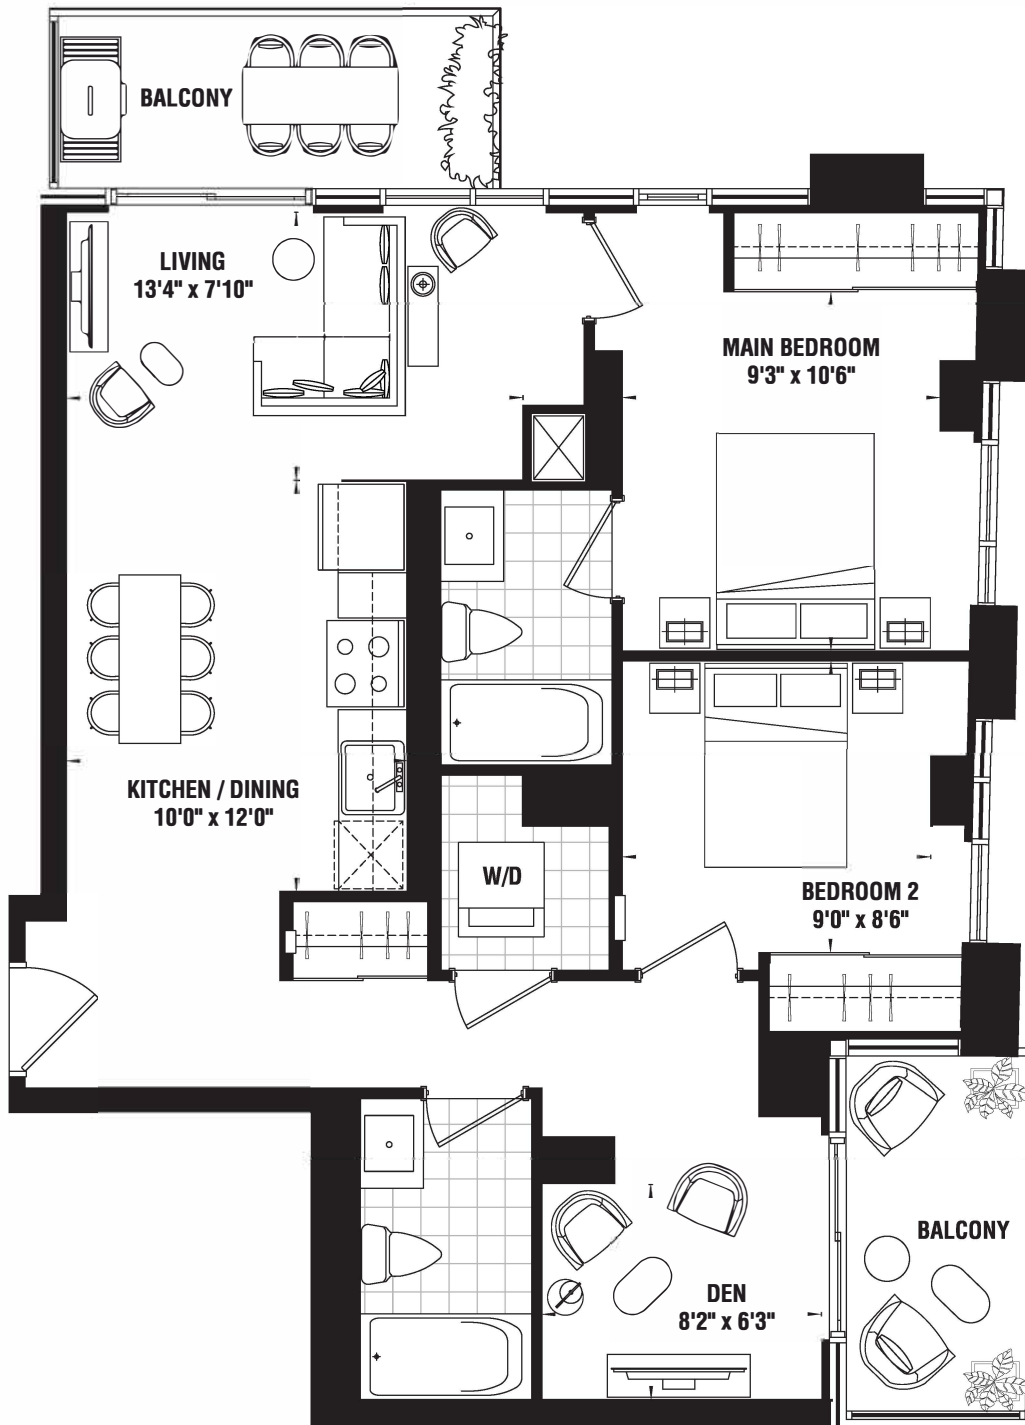 BALCONY
LIVING
13'4" x 7'10"
MAIN BEDROOM
9'3" x 10'6"
KITCHEN / DINING
10'0" x 12'0"
W/D
BEDROOM 2
9'0" x 8'6"
BALCONY
DEN
8'2" x 6'3"